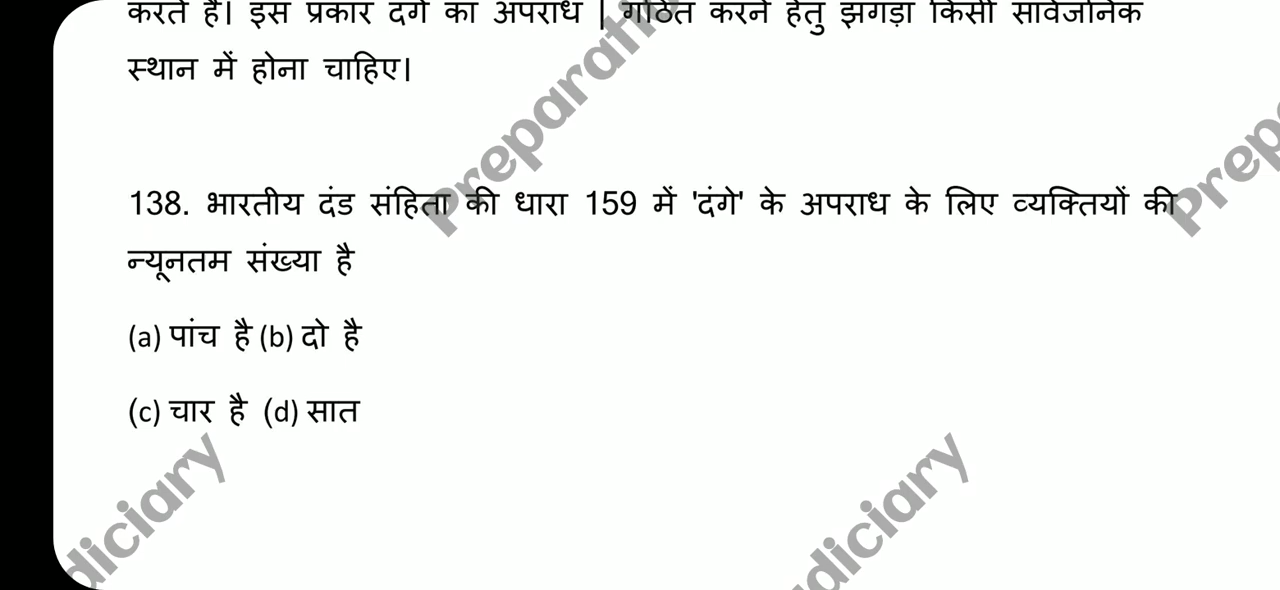 करते हैं। इस प्रकार दंगे का अपराध | गठित करने हेतु झगड़ा किसी सार्वजनिक
स्थान में होना चाहिए।
138. भारतीय दंड संहिता की धारा 159 में 'दंगे' के अपराध के लिए व्यक्तियों की
न्यूनतम संख्या है
(a) पांच है (b) दो है
(c) चार है (d) सात